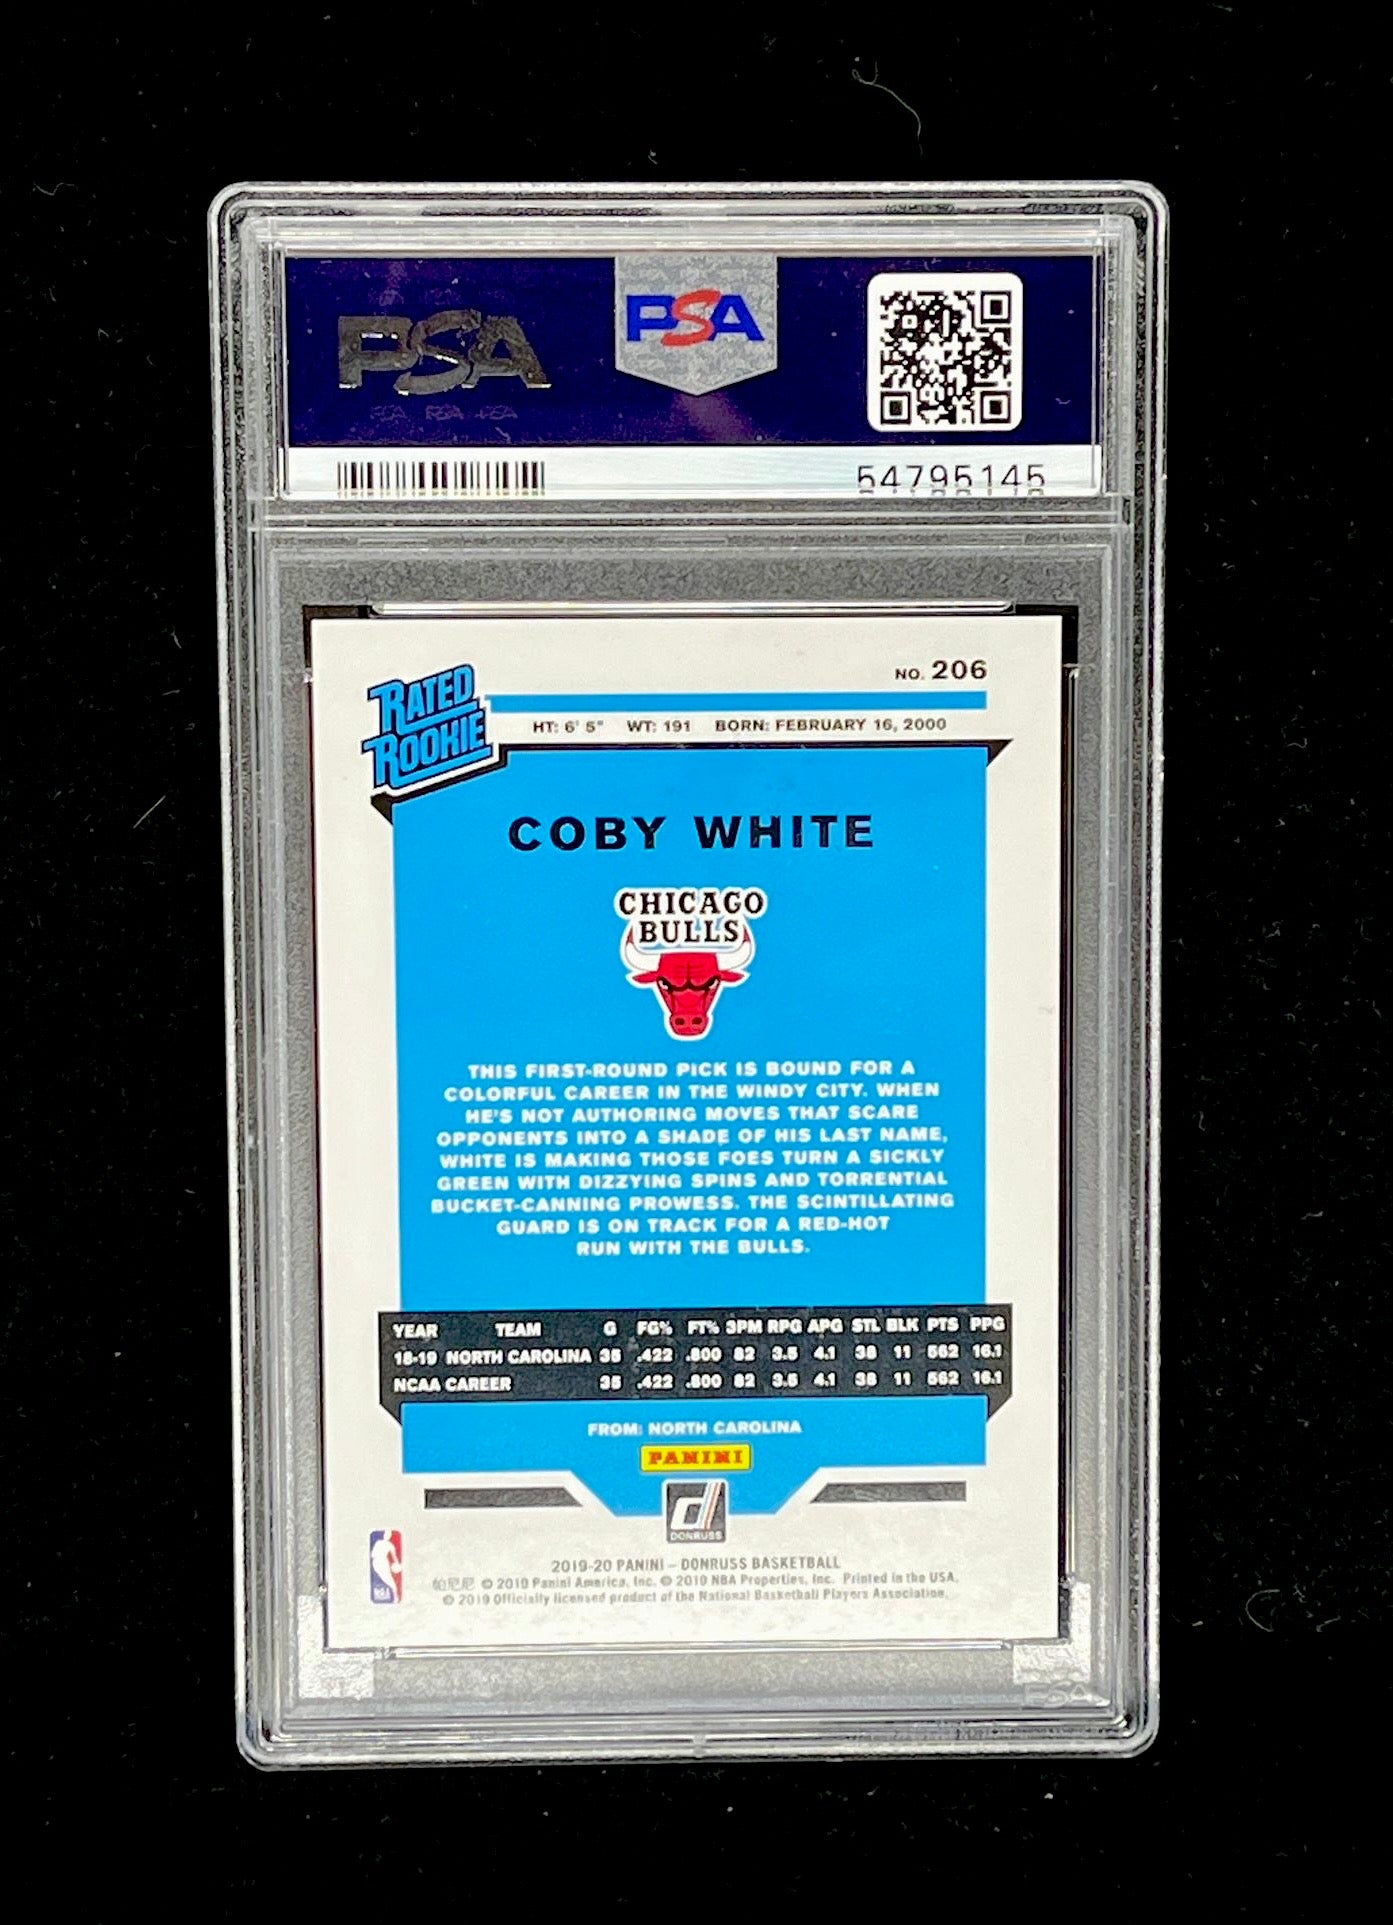 PSA
PSA
54795145
RATED
ROOKIE
NO. 206
HT: 6' 5" WT: 191 BORN: FEBRUARY 16, 2000
COBY WHITE
CHICAGO
BULLS
THIS FIRST-ROUND PICK IS BOUND FOR A
COLORFUL CAREER IN THE WINDY CITY. WHEN
HE'S NOT AUTHORING MOVES THAT SCARE
OPPONENTS INTO A SHADE OF HIS LAST NAME,
WHITE IS MAKING THOSE FOES TURN A SICKLY
GREEN WITH DIZZYING SPINS AND TORRENTIAL
BUCKET-CANNING PROWESS. THE SCINTILLATING
GUARD IS ON TRACK FOR A RED-HOT
RUN WITH THE BULLS.
YEAR TEAM G FG% FT% 3PM RPG APG STL BLK PTS PPG
18-19 NORTH CAROLINA 35 .422 .800 82 3.5 4.1 38 11 562 16.1
NCAA CAREER 35 .422 .800 82 3.5 4.1 38 11 562 16.1
FROM: NORTH CAROLINA
PANINI
DONRUSS
2019-20 PANINI – DONRUSS BASKETBALL
帕尼尼 © 2019 Panini America, Inc. © 2019 NBA Properties, Inc. Printed in the USA.
© 2019 Officially licensed product of the National Basketball Players Association.
PSA